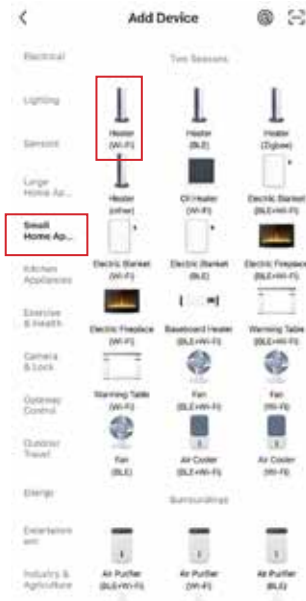 Add Device
Electrical
Lighting
Sensors
Large
Home Ap...
Small
Home Ap...
Kitchen
Appliances
Exercise
& Health
Camera
& Lock
Gateway
Control
Outdoor
Travel
Energy
Entertainm
ent
Industry &
Agriculture
Two Seasons
Heater
(Wi-Fi)
Heater
(BLE)
Heater
(Zigbee)
Heater
(other)
Oil Heater
(Wi-Fi)
Electric Blanket
(BLE+Wi-Fi)
Electric Blanket
(Wi-Fi)
Electric Blanket
(BLE)
Electric Fireplace
(BLE+Wi-Fi)
Electric Fireplace
(Wi-Fi)
Baseboard Heater
(BLE+Wi-Fi)
Warming Table
(BLE+Wi-Fi)
Warming Table
(Wi-Fi)
Fan
(BLE+Wi-Fi)
Fan
(Wi-Fi)
Fan
(BLE)
Air Cooler
(BLE+Wi-Fi)
Air Cooler
(Wi-Fi)
Surroundings
Air Purifier
(BLE+Wi-Fi)
Air Purifier
(Wi-Fi)
Air Purifier
(BLE)